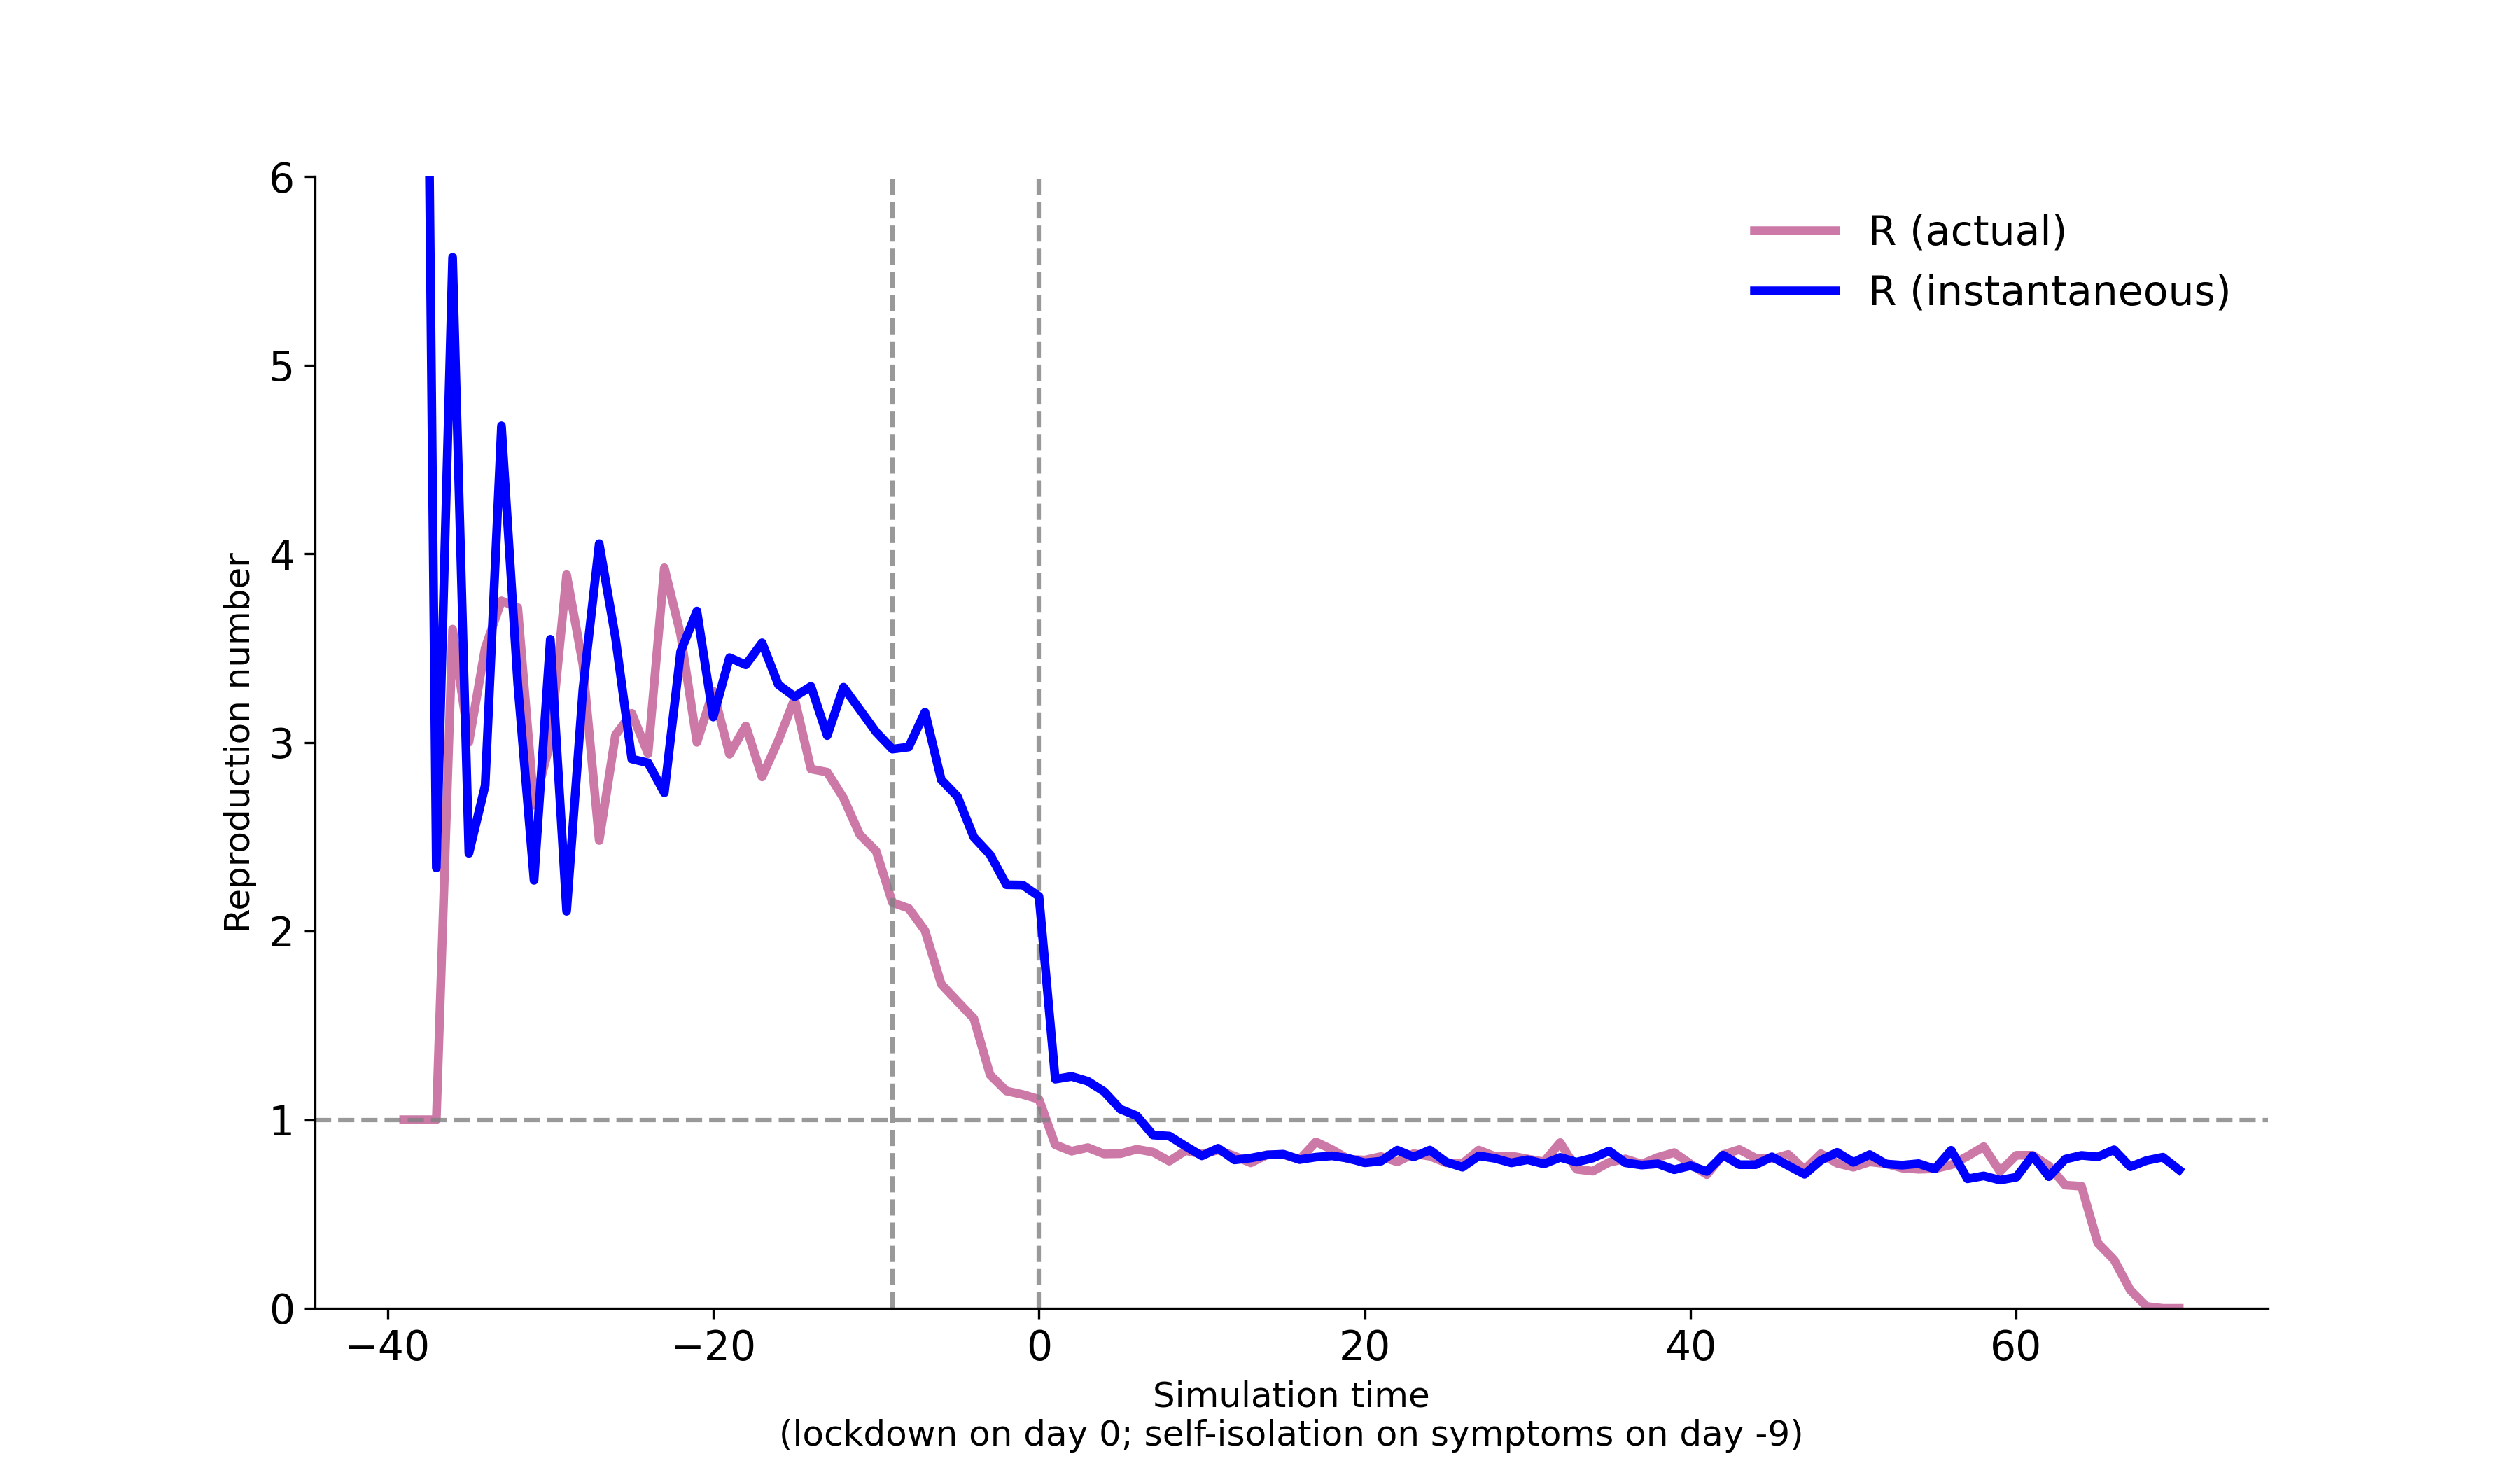 R (actual)
R (instantaneous)
Reproduction number
6
5
4
3
2
1
0
−40
−20
0
20
40
60
Simulation time
(lockdown on day 0; self-isolation on symptoms on day -9)